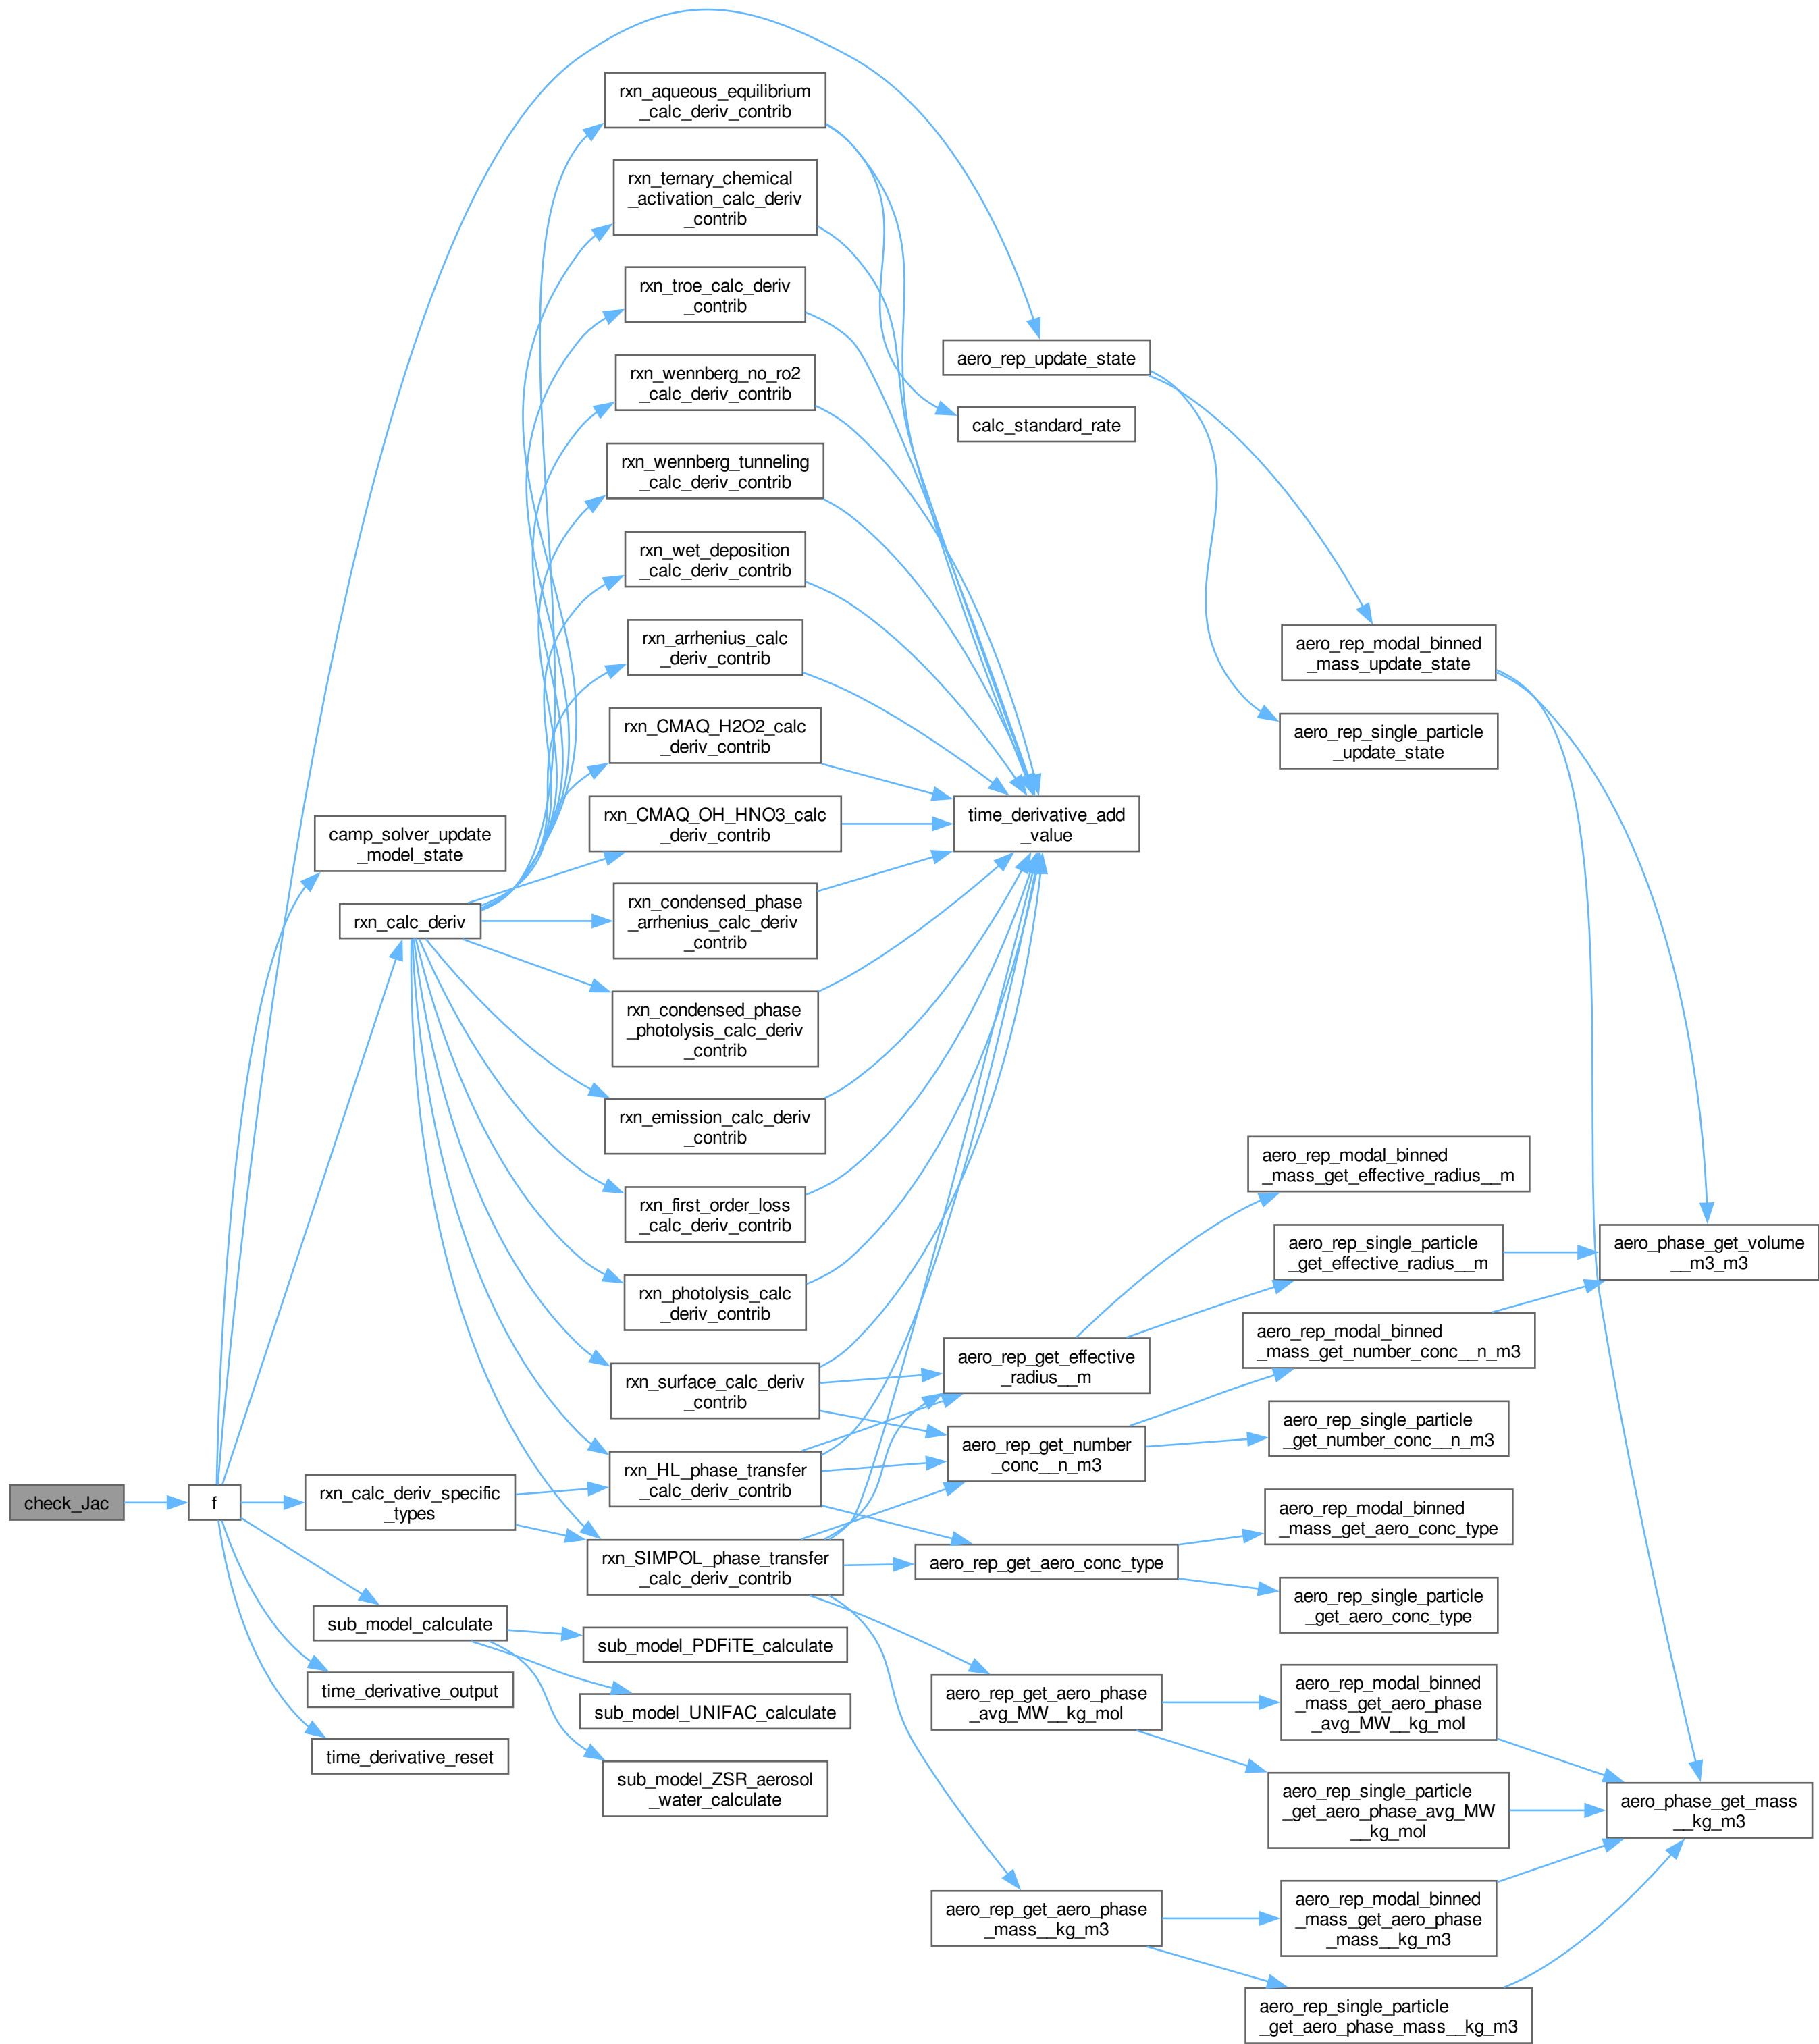 check_Jac
f
camp_solver_update
_model_state
rxn_calc_deriv
rxn_calc_deriv_specific
_types
sub_model_calculate
time_derivative_output
time_derivative_reset
rxn_aqueous_equilibrium
_calc_deriv_contrib
rxn_ternary_chemical
_activation_calc_deriv
_contrib
rxn_troe_calc_deriv
_contrib
rxn_wennberg_no_ro2
_calc_deriv_contrib
rxn_wennberg_tunneling
_calc_deriv_contrib
rxn_wet_deposition
_calc_deriv_contrib
rxn_arrhenius_calc
_deriv_contrib
rxn_CMAQ_H2O2_calc
_deriv_contrib
rxn_CMAQ_OH_HNO3_calc
_deriv_contrib
rxn_condensed_phase
_arrhenius_calc_deriv
_contrib
rxn_condensed_phase
_photolysis_calc_deriv
_contrib
rxn_emission_calc_deriv
_contrib
rxn_first_order_loss
_calc_deriv_contrib
rxn_photolysis_calc
_deriv_contrib
rxn_surface_calc_deriv
_contrib
rxn_HL_phase_transfer
_calc_deriv_contrib
rxn_SIMPOL_phase_transfer
_calc_deriv_contrib
sub_model_PDFiTE_calculate
sub_model_UNIFAC_calculate
sub_model_ZSR_aerosol
_water_calculate
aero_rep_update_state
calc_standard_rate
time_derivative_add
_value
aero_rep_get_effective
_radius__m
aero_rep_get_number
_conc__n_m3
aero_rep_get_aero_conc_type
aero_rep_get_aero_phase
_avg_MW__kg_mol
aero_rep_get_aero_phase
_mass__kg_m3
aero_rep_modal_binned
_mass_update_state
aero_rep_single_particle
_update_state
aero_rep_modal_binned
_mass_get_effective_radius__m
aero_rep_single_particle
_get_effective_radius__m
aero_rep_modal_binned
_mass_get_number_conc__n_m3
aero_rep_single_particle
_get_number_conc__n_m3
aero_rep_modal_binned
_mass_get_aero_conc_type
aero_rep_single_particle
_get_aero_conc_type
aero_rep_modal_binned
_mass_get_aero_phase
_avg_MW__kg_mol
aero_rep_single_particle
_get_aero_phase_avg_MW
__kg_mol
aero_rep_modal_binned
_mass_get_aero_phase
_mass__kg_m3
aero_rep_single_particle
_get_aero_phase_mass__kg_m3
aero_phase_get_volume
__m3_m3
aero_phase_get_mass
__kg_m3